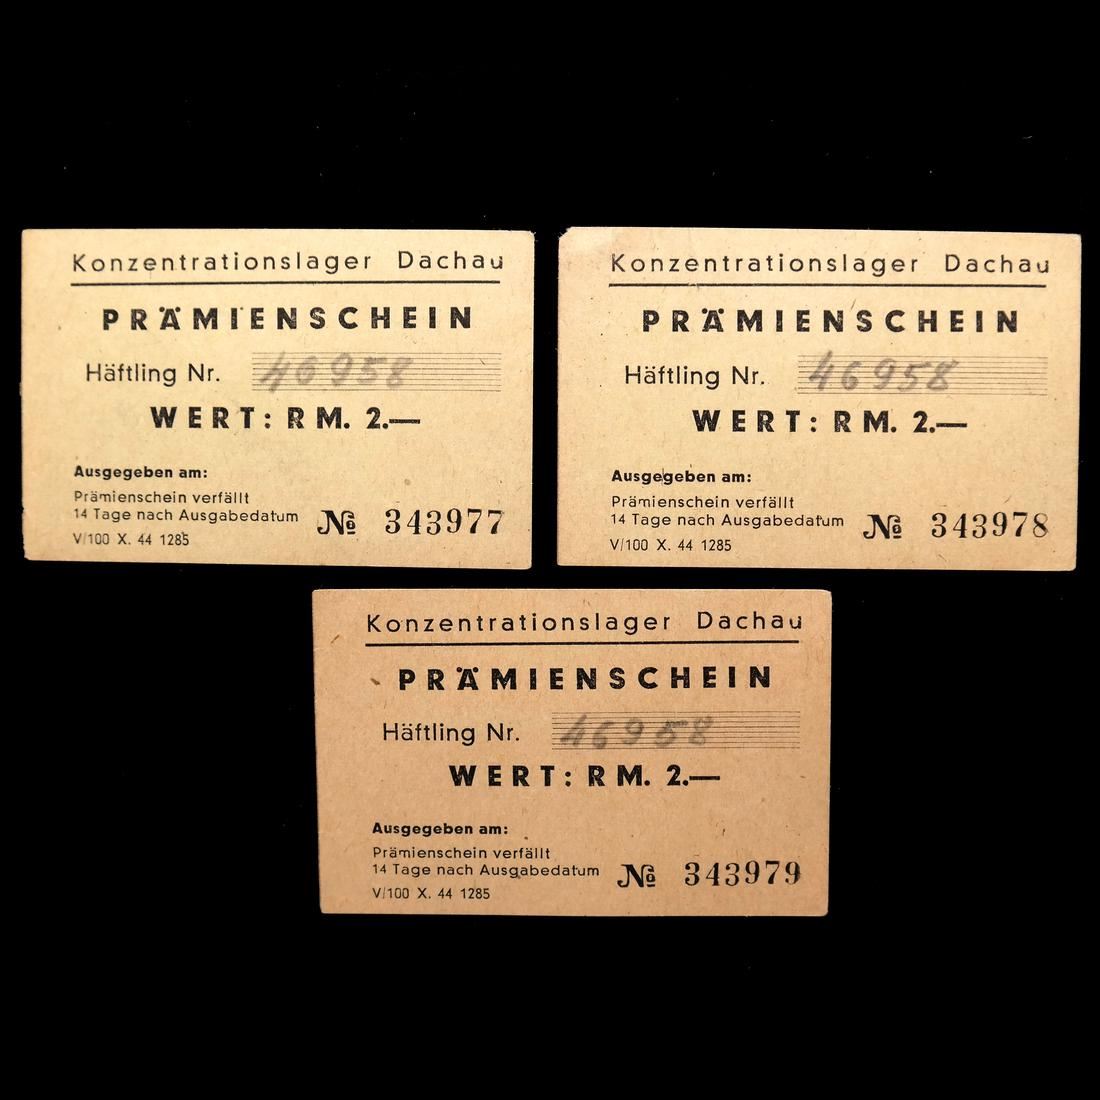 Konzentrationslager Dachau
PRÄMIENSCHEIN
Häftling Nr. 46958
WERT: RM. 2.—
Ausgegeben am:
Prämienschein verfällt
14 Tage nach Ausgabedatum
№ 343977
V/100 X. 44 1285
Konzentrationslager Dachau
PRÄMIENSCHEIN
Häftling Nr. 46958
WERT: RM. 2.—
Ausgegeben am:
Prämienschein verfällt
14 Tage nach Ausgabedatum
№ 343978
V/100 X. 44 1285
Konzentrationslager Dachau
PRÄMIENSCHEIN
Häftling Nr. 46958
WERT: RM. 2.—
Ausgegeben am:
Prämienschein verfällt
14 Tage nach Ausgabedatum
№ 343979
V/100 X. 44 1285